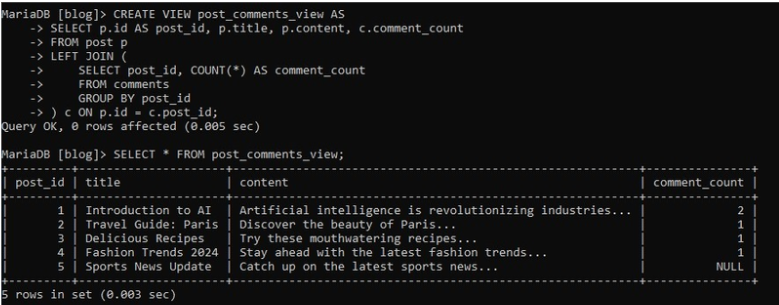 MariaDB [blog]> CREATE VIEW post_comments_view AS
    -> SELECT p.id AS post_id, p.title, p.content, c.comment_count
    -> FROM post p
    -> LEFT JOIN (
    ->     SELECT post_id, COUNT(*) AS comment_count
    ->     FROM comments
    ->     GROUP BY post_id
    -> ) c ON p.id = c.post_id;
Query OK, 0 rows affected (0.005 sec)

MariaDB [blog]> SELECT * FROM post_comments_view;
+---------+---------------------+------------------------------------------------------+---------------+
| post_id | title               | content                                              | comment_count |
+---------+---------------------+------------------------------------------------------+---------------+
|       1 | Introduction to AI  | Artificial intelligence is revolutionizing industries... |             2 |
|       2 | Travel Guide: Paris | Discover the beauty of Paris...                      |             1 |
|       3 | Delicious Recipes   | Try these mouthwatering recipes...                   |             1 |
|       4 | Fashion Trends 2024 | Stay ahead with the latest fashion trends...         |             1 |
|       5 | Sports News Update  | Catch up on the latest sports news...                |          NULL |
+---------+---------------------+------------------------------------------------------+---------------+
5 rows in set (0.003 sec)